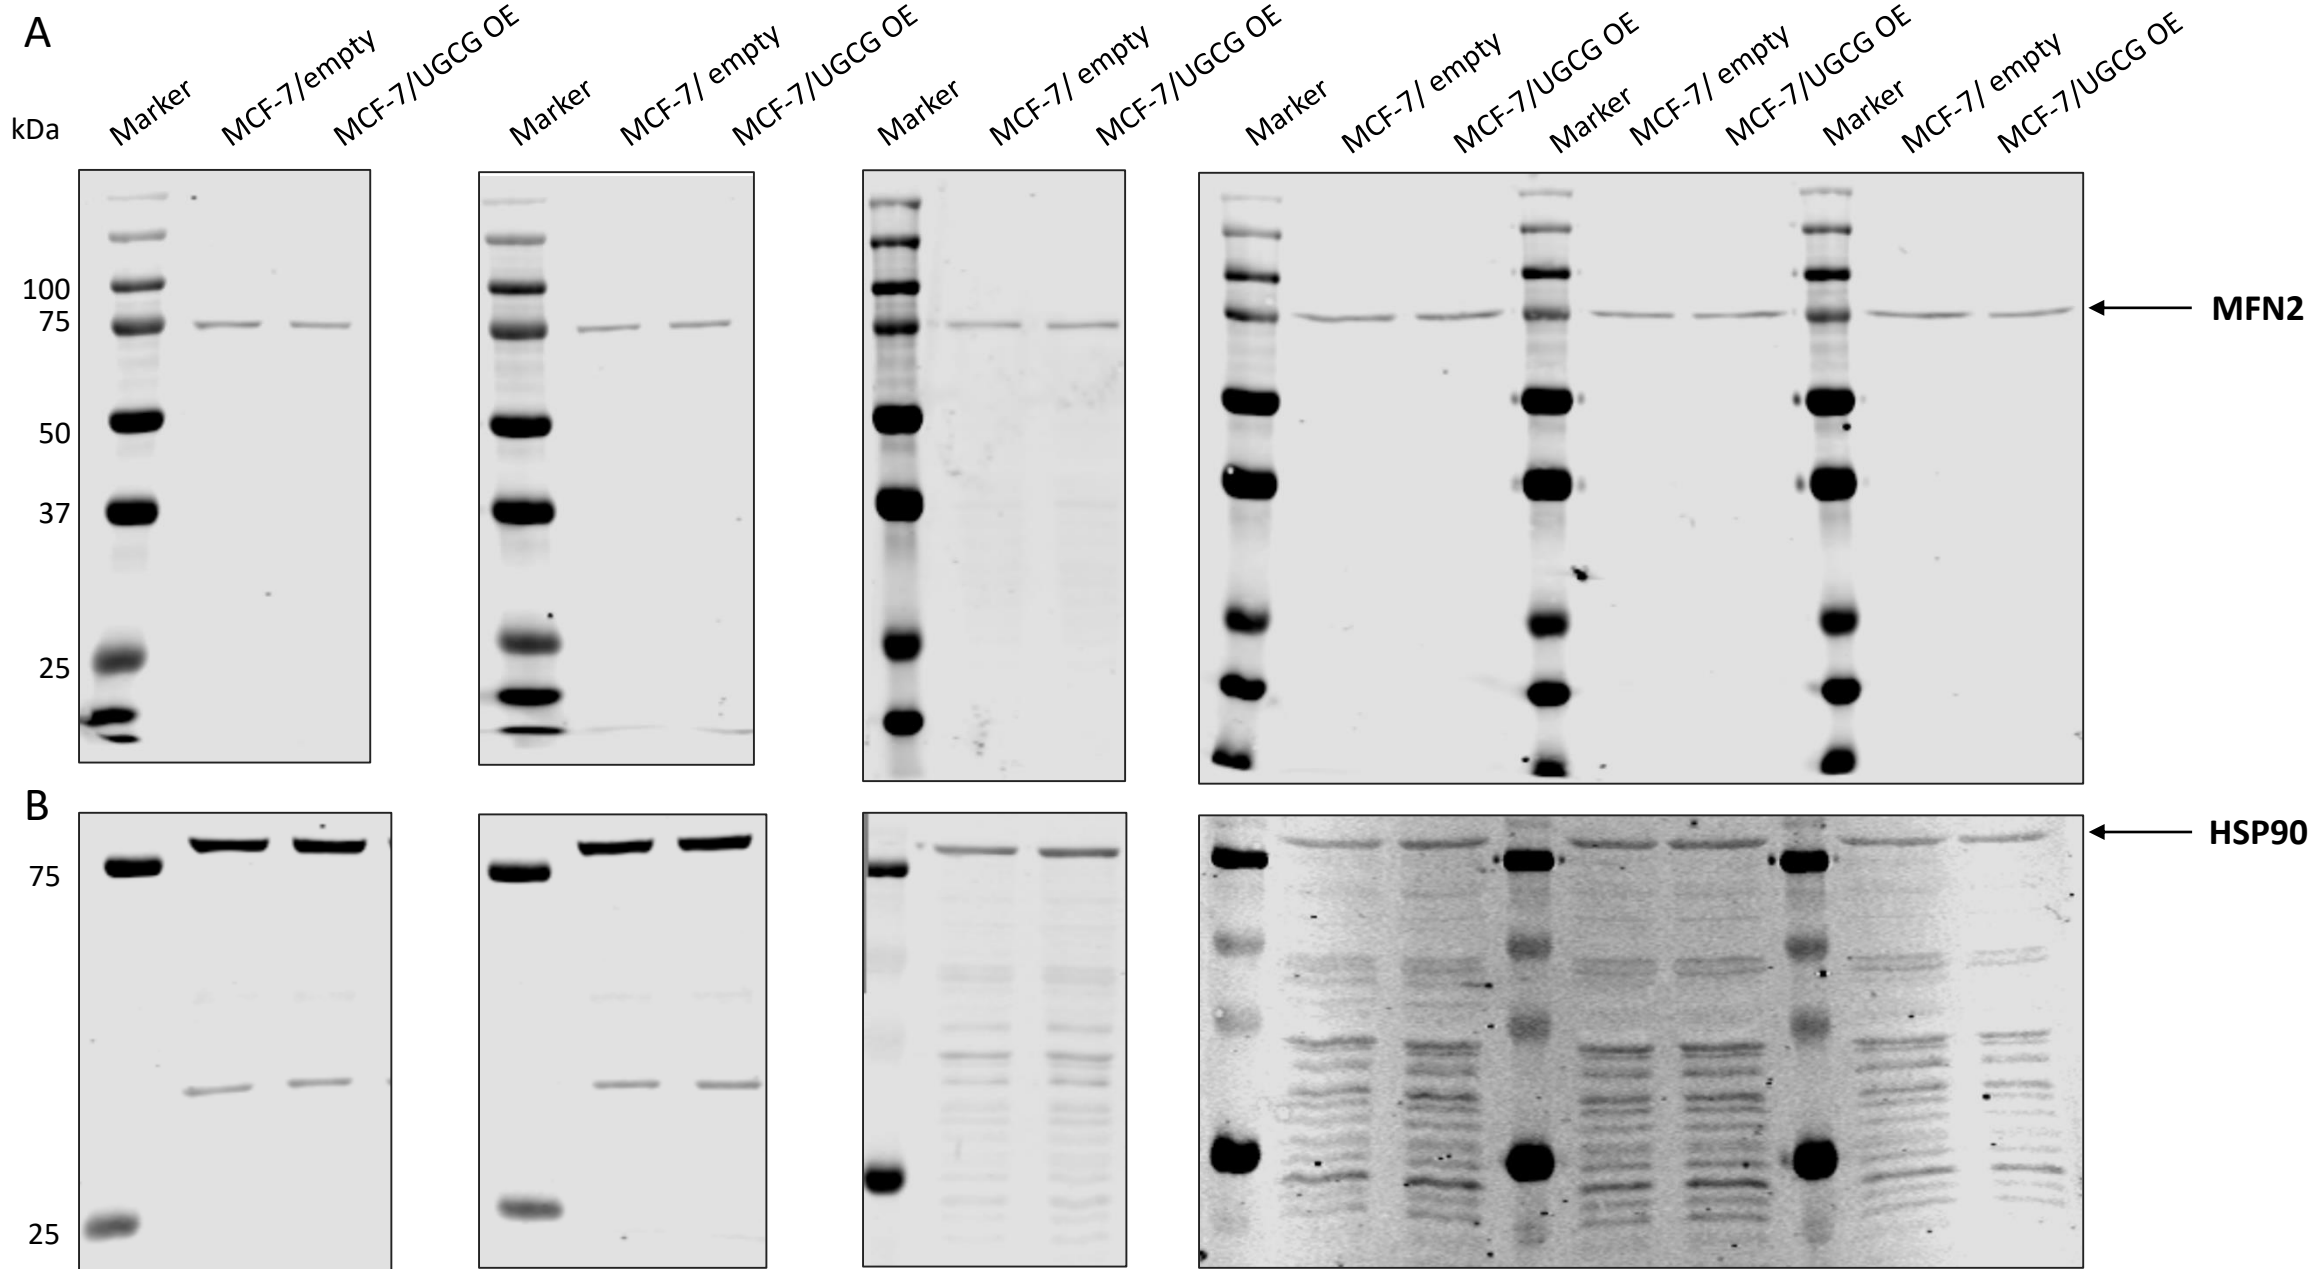 A
kDa
Marker
MCF-7/empty
MCF-7/UGCG OE
Marker
MCF-7/ empty
MCF-7/UGCG OE
Marker
MCF-7/ empty
MCF-7/UGCG OE
Marker
MCF-7/ empty
MCF-7/UGCG OE
Marker
MCF-7/ empty
MCF-7/UGCG OE
Marker
MCF-7/ empty
MCF-7/UGCG OE
100
75
50
37
25
MFN2
B
75
25
HSP90